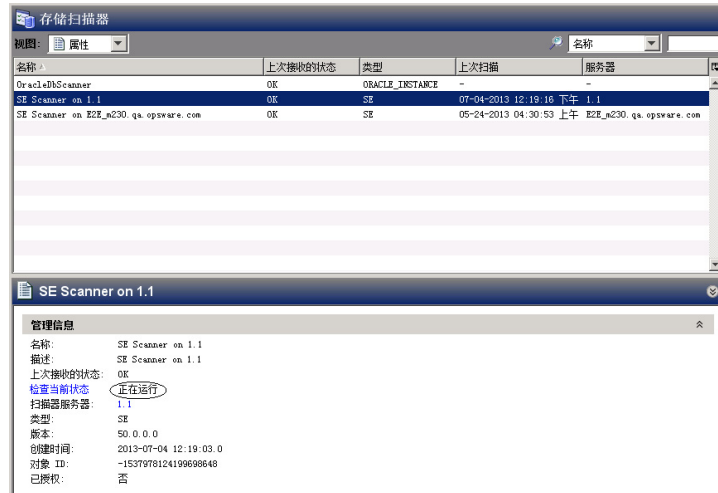 存储扫描器
视图: 属性 名称
名称 上次接收的状态 类型 上次扫描 服务器
OracleDbScanner OK ORACLE_INSTANCE - -
SE Scanner on 1.1 OK SE 07-04-2013 12:19:16 下午 1.1
SE Scanner on E2E_m230.qa.opsware.com OK SE 05-24-2013 04:30:53 上午 E2E_m230.qa.opsware.com
SE Scanner on 1.1
管理信息
名称: SE Scanner on 1.1
描述: SE Scanner on 1.1
上次接收的状态: OK
检查当前状态 正在运行
扫描器服务器: 1.1
类型: SE
版本: 50.0.0.0
创建时间: 2013-07-04 12:19:03.0
对象 ID: -1537978124199698648
已授权: 否